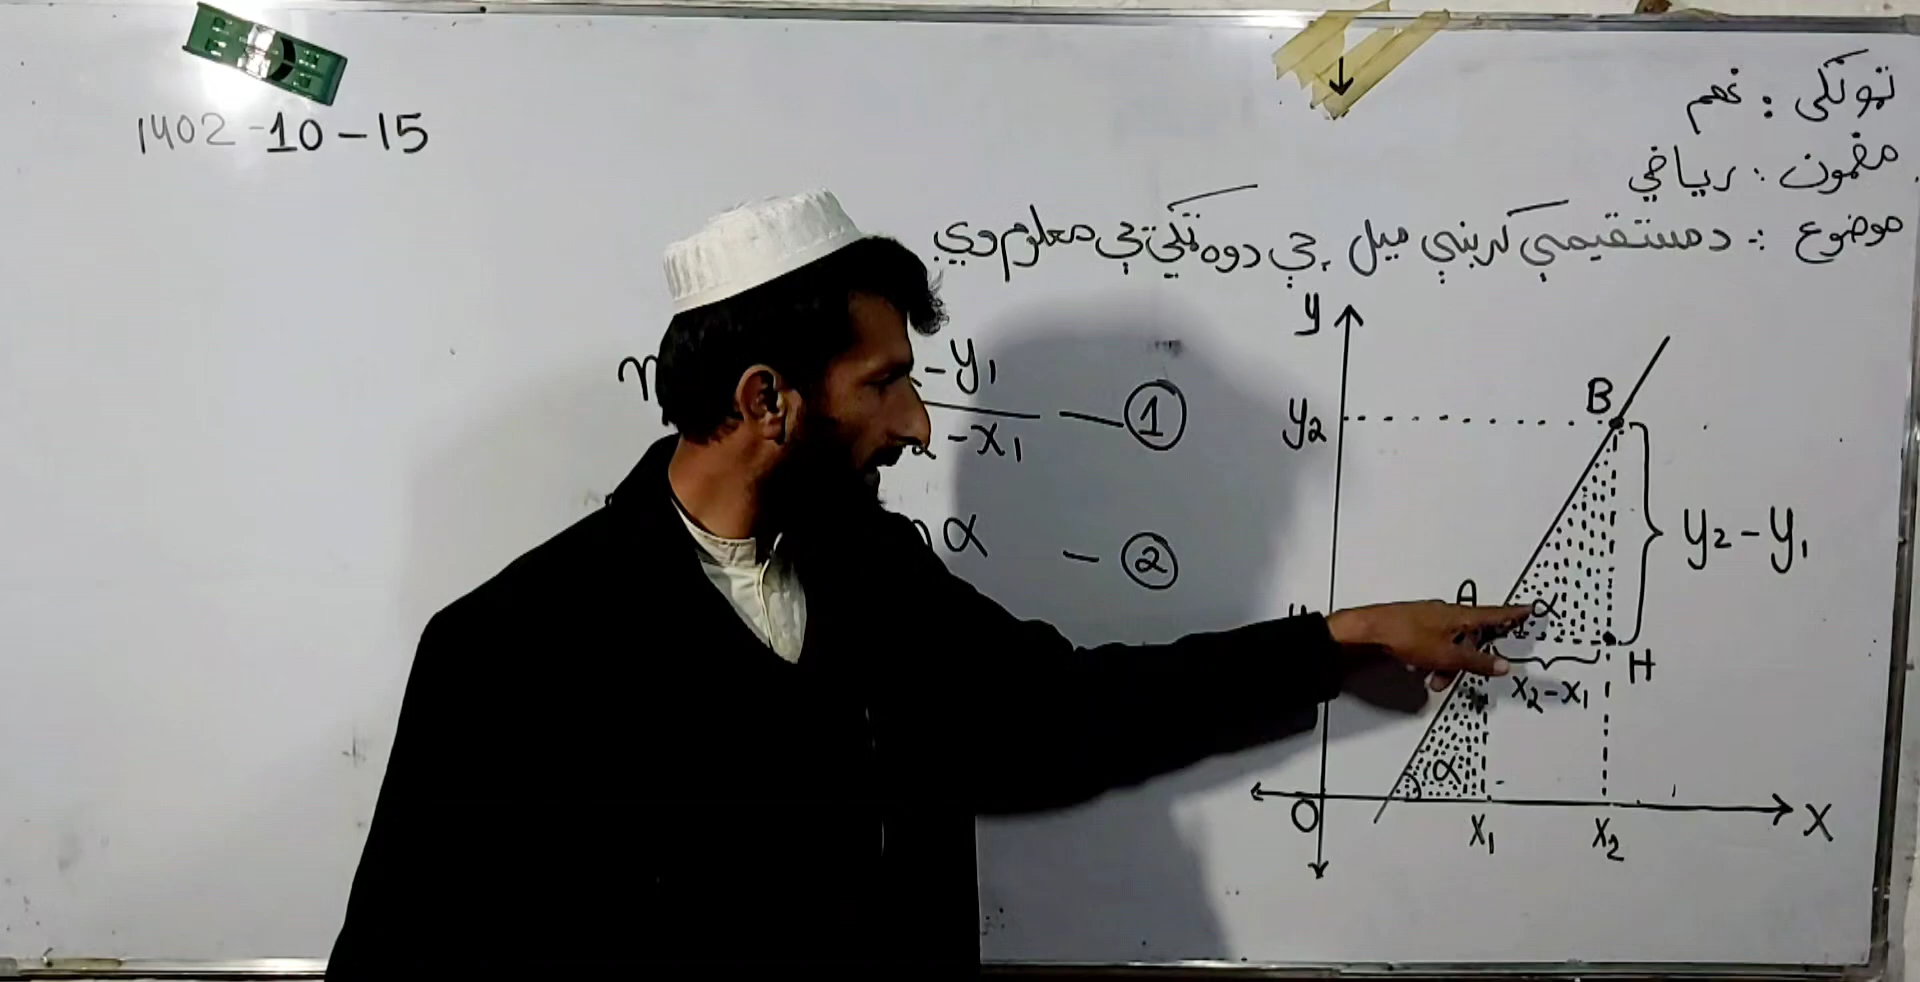 ټولګی : نهم
1402-10-15
مضمون : ریاضي
موضوع :- د مستقیمې کرښې میل چې دوه ټکي یې معلوم وي
y
B
-y₁
y₂
-x₁
①
y₂-y₁
α
- ②
A
α
H
x₂-x₁
α
O
x₁
x₂
X